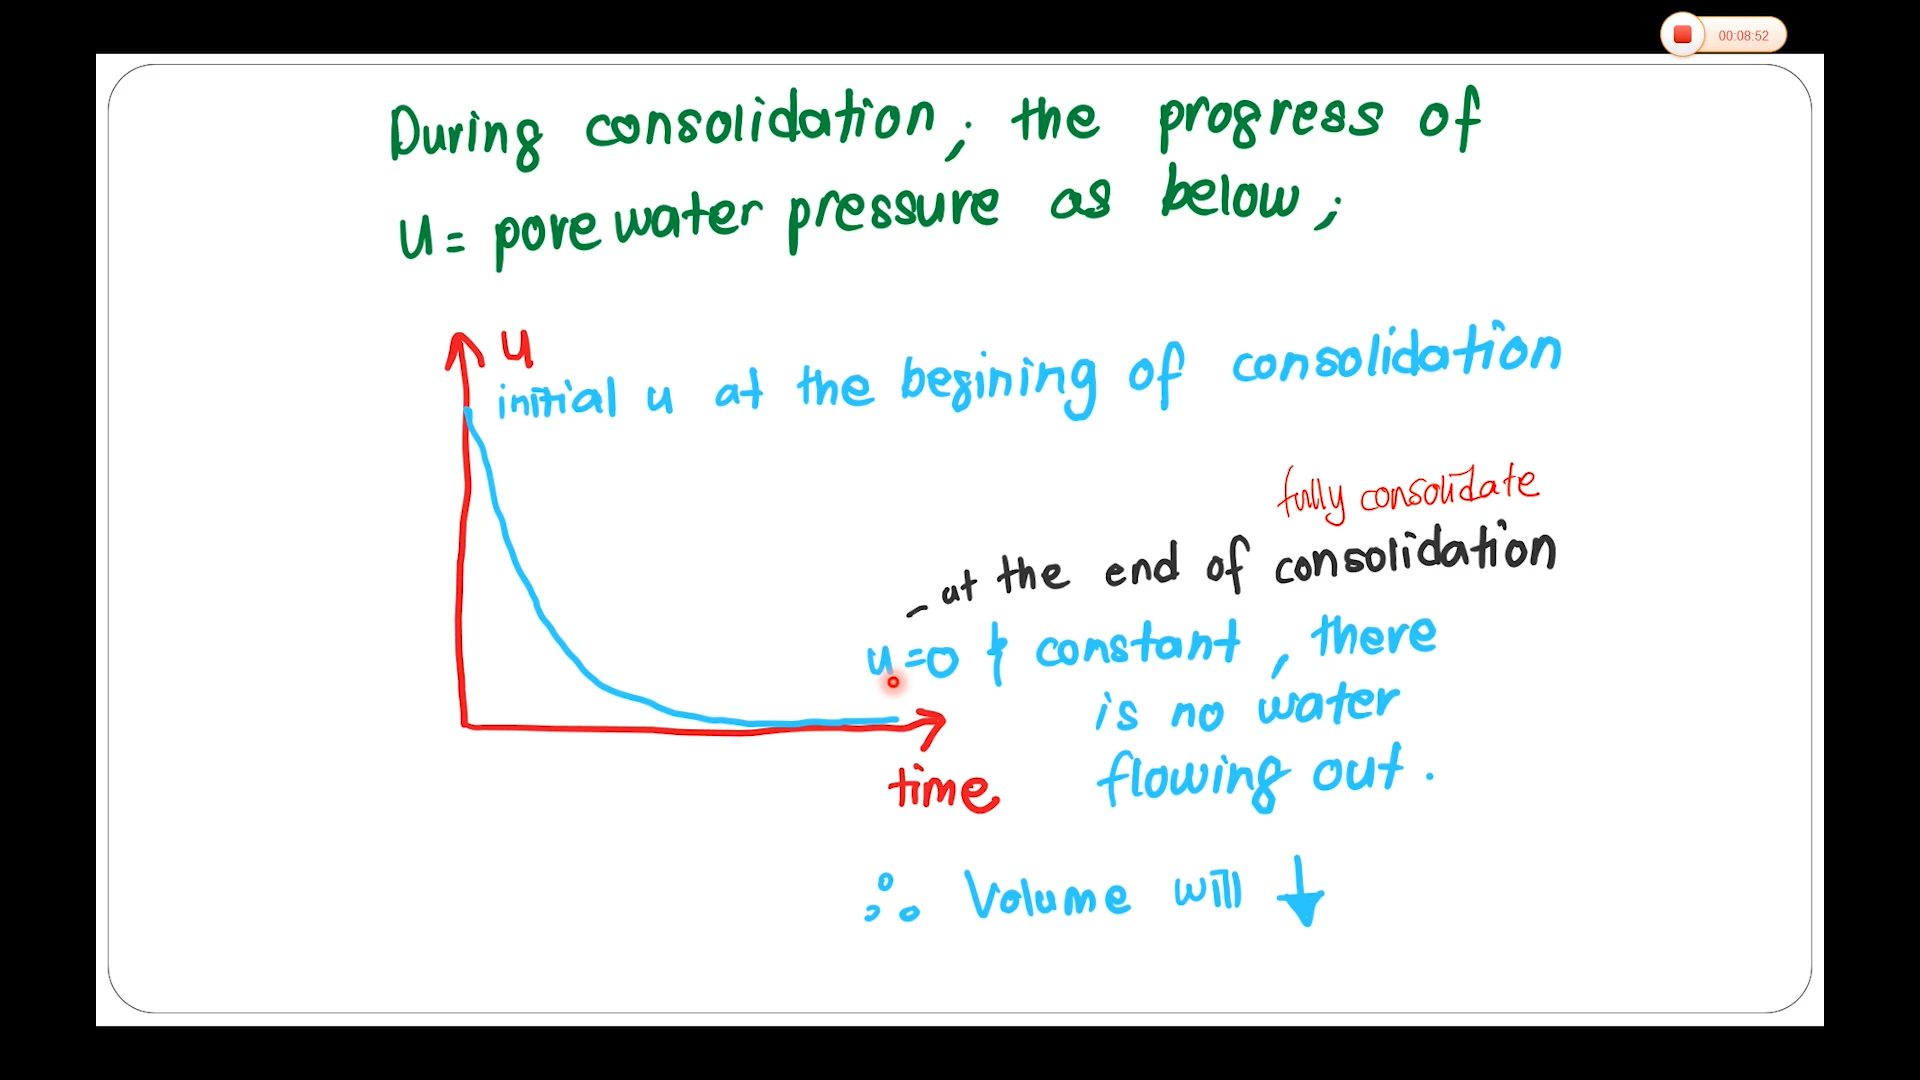 00:08:52
During consolidation; the progress of
u = pore water pressure as below;
u
initial u at the begining of consolidation
fully consolidate
- at the end of consolidation
u=0 & constant, there
is no water
flowing out.
time
∴ Volume will ↓